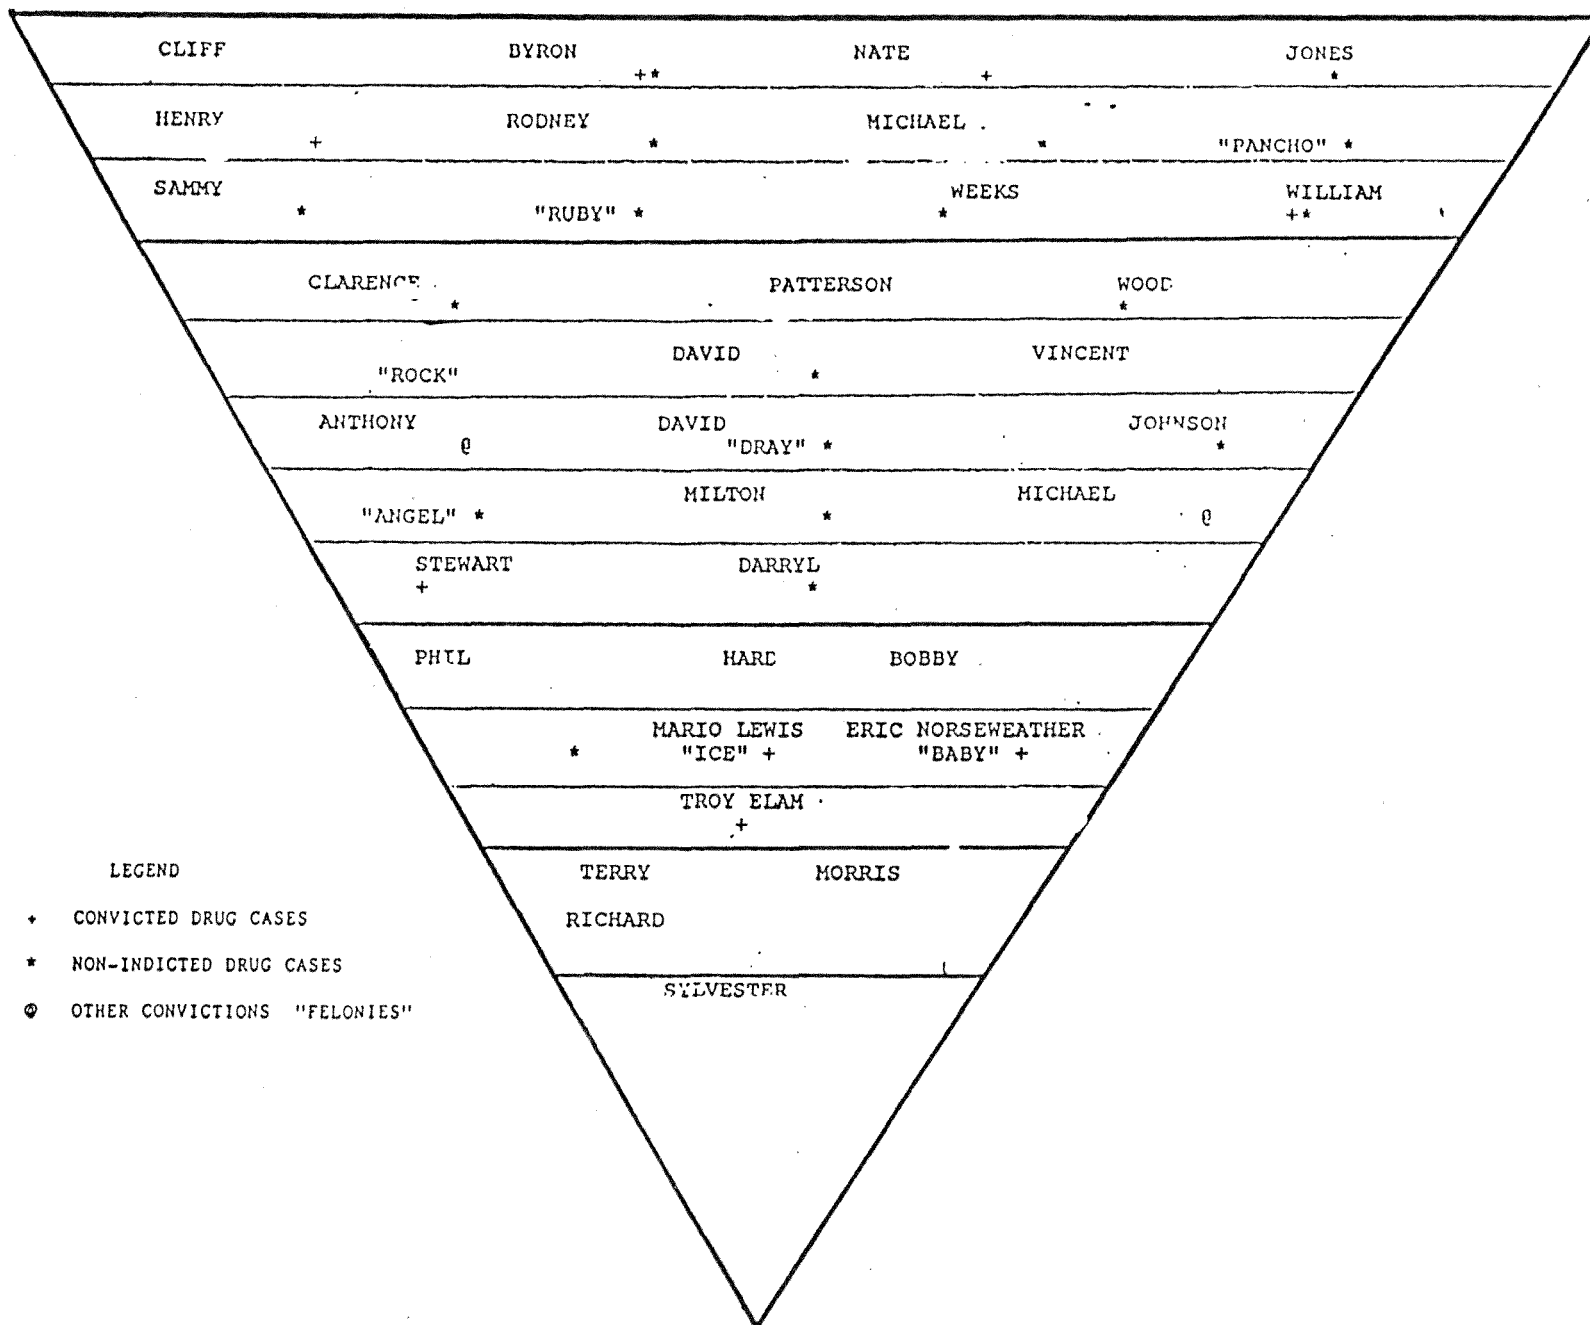 CLIFF BYRON NATE JONES
+* + *
HENRY RODNEY MICHAEL
+ * * "PANCHO" *
SAMMY WEEKS WILLIAM
* "RUBY" * * +*
CLARENCE PATTERSON WOOD
* *
DAVID VINCENT
"ROCK" *
ANTHONY DAVID JOHNSON
@ "DRAY" * *
MILTON MICHAEL
"ANGEL" * * @
STEWART DARRYL
+ *
PHIL HARD BOBBY
MARIO LEWIS ERIC NORSEWEATHER
* "ICE" + "BABY" +
TROY ELAM
+
TERRY MORRIS
RICHARD
SYLVESTER
LEGEND
+ CONVICTED DRUG CASES
* NON-INDICTED DRUG CASES
@ OTHER CONVICTIONS "FELONIES"